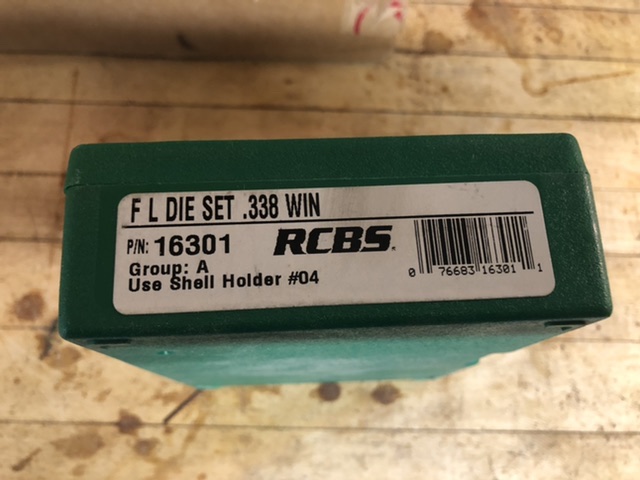 F L DIE SET .338 WIN
P/N: 16301 RCBS.
Group: A
Use Shell Holder #04
0 76683 16301 1